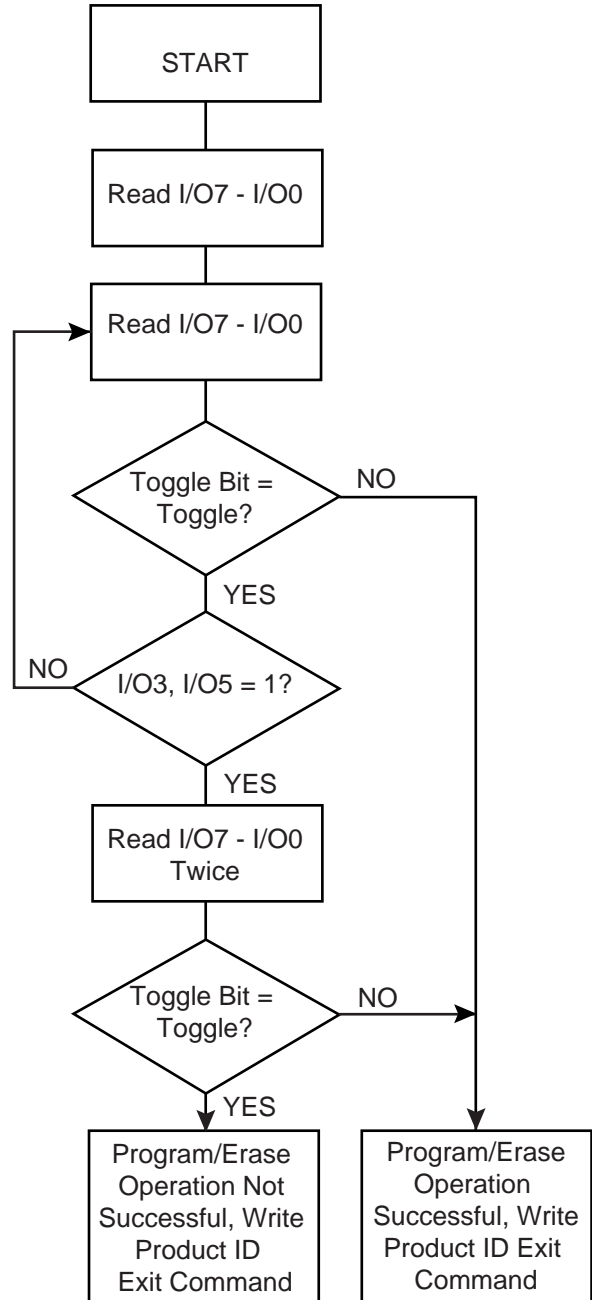 START
Read I/O7 - I/O0
Read I/O7 - I/O0
Toggle Bit =
Toggle?
NO
YES
NO
I/O3, I/O5 = 1?
YES
Read I/O7 - I/O0
Twice
Toggle Bit =
Toggle?
NO
YES
Program/Erase
Operation Not
Successful, Write
Product ID
Exit Command
Program/Erase
Operation
Successful, Write
Product ID Exit
Command